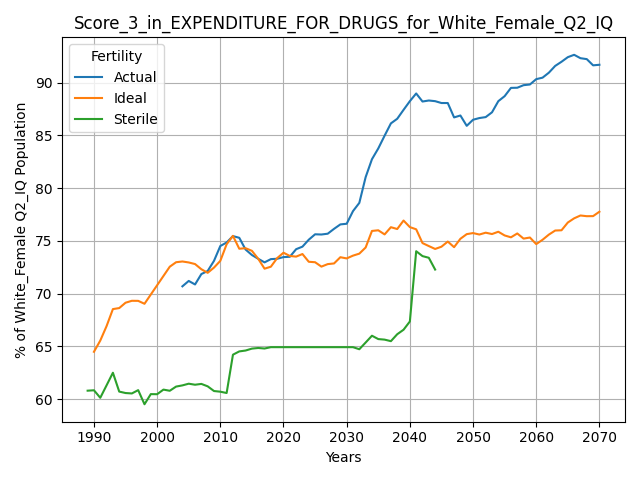 Score_3_in_EXPENDITURE_FOR_DRUGS_for_White_Female_Q2_IQ
Fertility
Actual
Ideal
Sterile
% of White_Female Q2_IQ Population
90
85
80
75
70
65
60
1990 2000 2010 2020 2030 2040 2050 2060 2070
Years